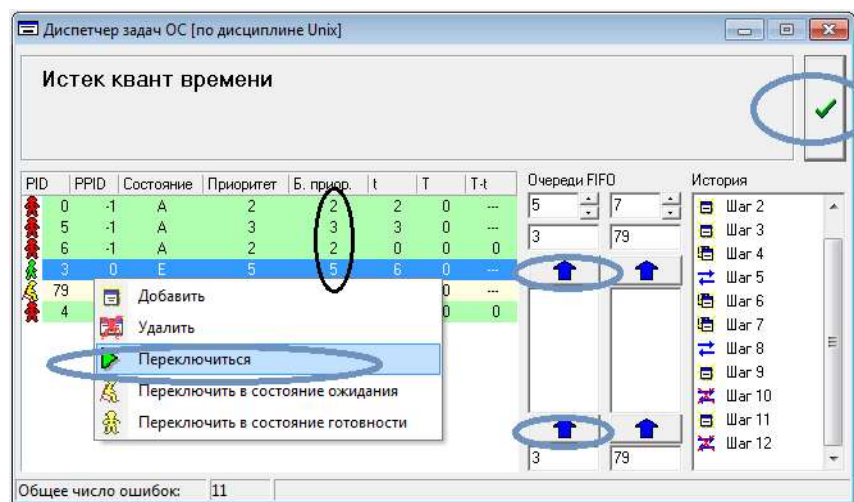 Диспетчер задач ОС [по дисциплине Unix]
Истек квант времени
PID PPID Состояние Приоритет Б. приор. t T T-t
0 -1 A 2 2 2 0 ---
5 -1 A 3 3 3 0 ---
6 -1 A 2 2 0 0 0
3 0 E 5 5 6 0 ---
79 0 ---
4 0 0
Добавить
Удалить
Переключиться
Переключить в состояние ожидания
Переключить в состояние готовности
Очереди FIFO
5 7
3 79
3 79
История
Шаг 2
Шаг 3
Шаг 4
Шаг 5
Шаг 6
Шаг 7
Шаг 8
Шаг 9
Шаг 10
Шаг 11
Шаг 12
Общее число ошибок: 11